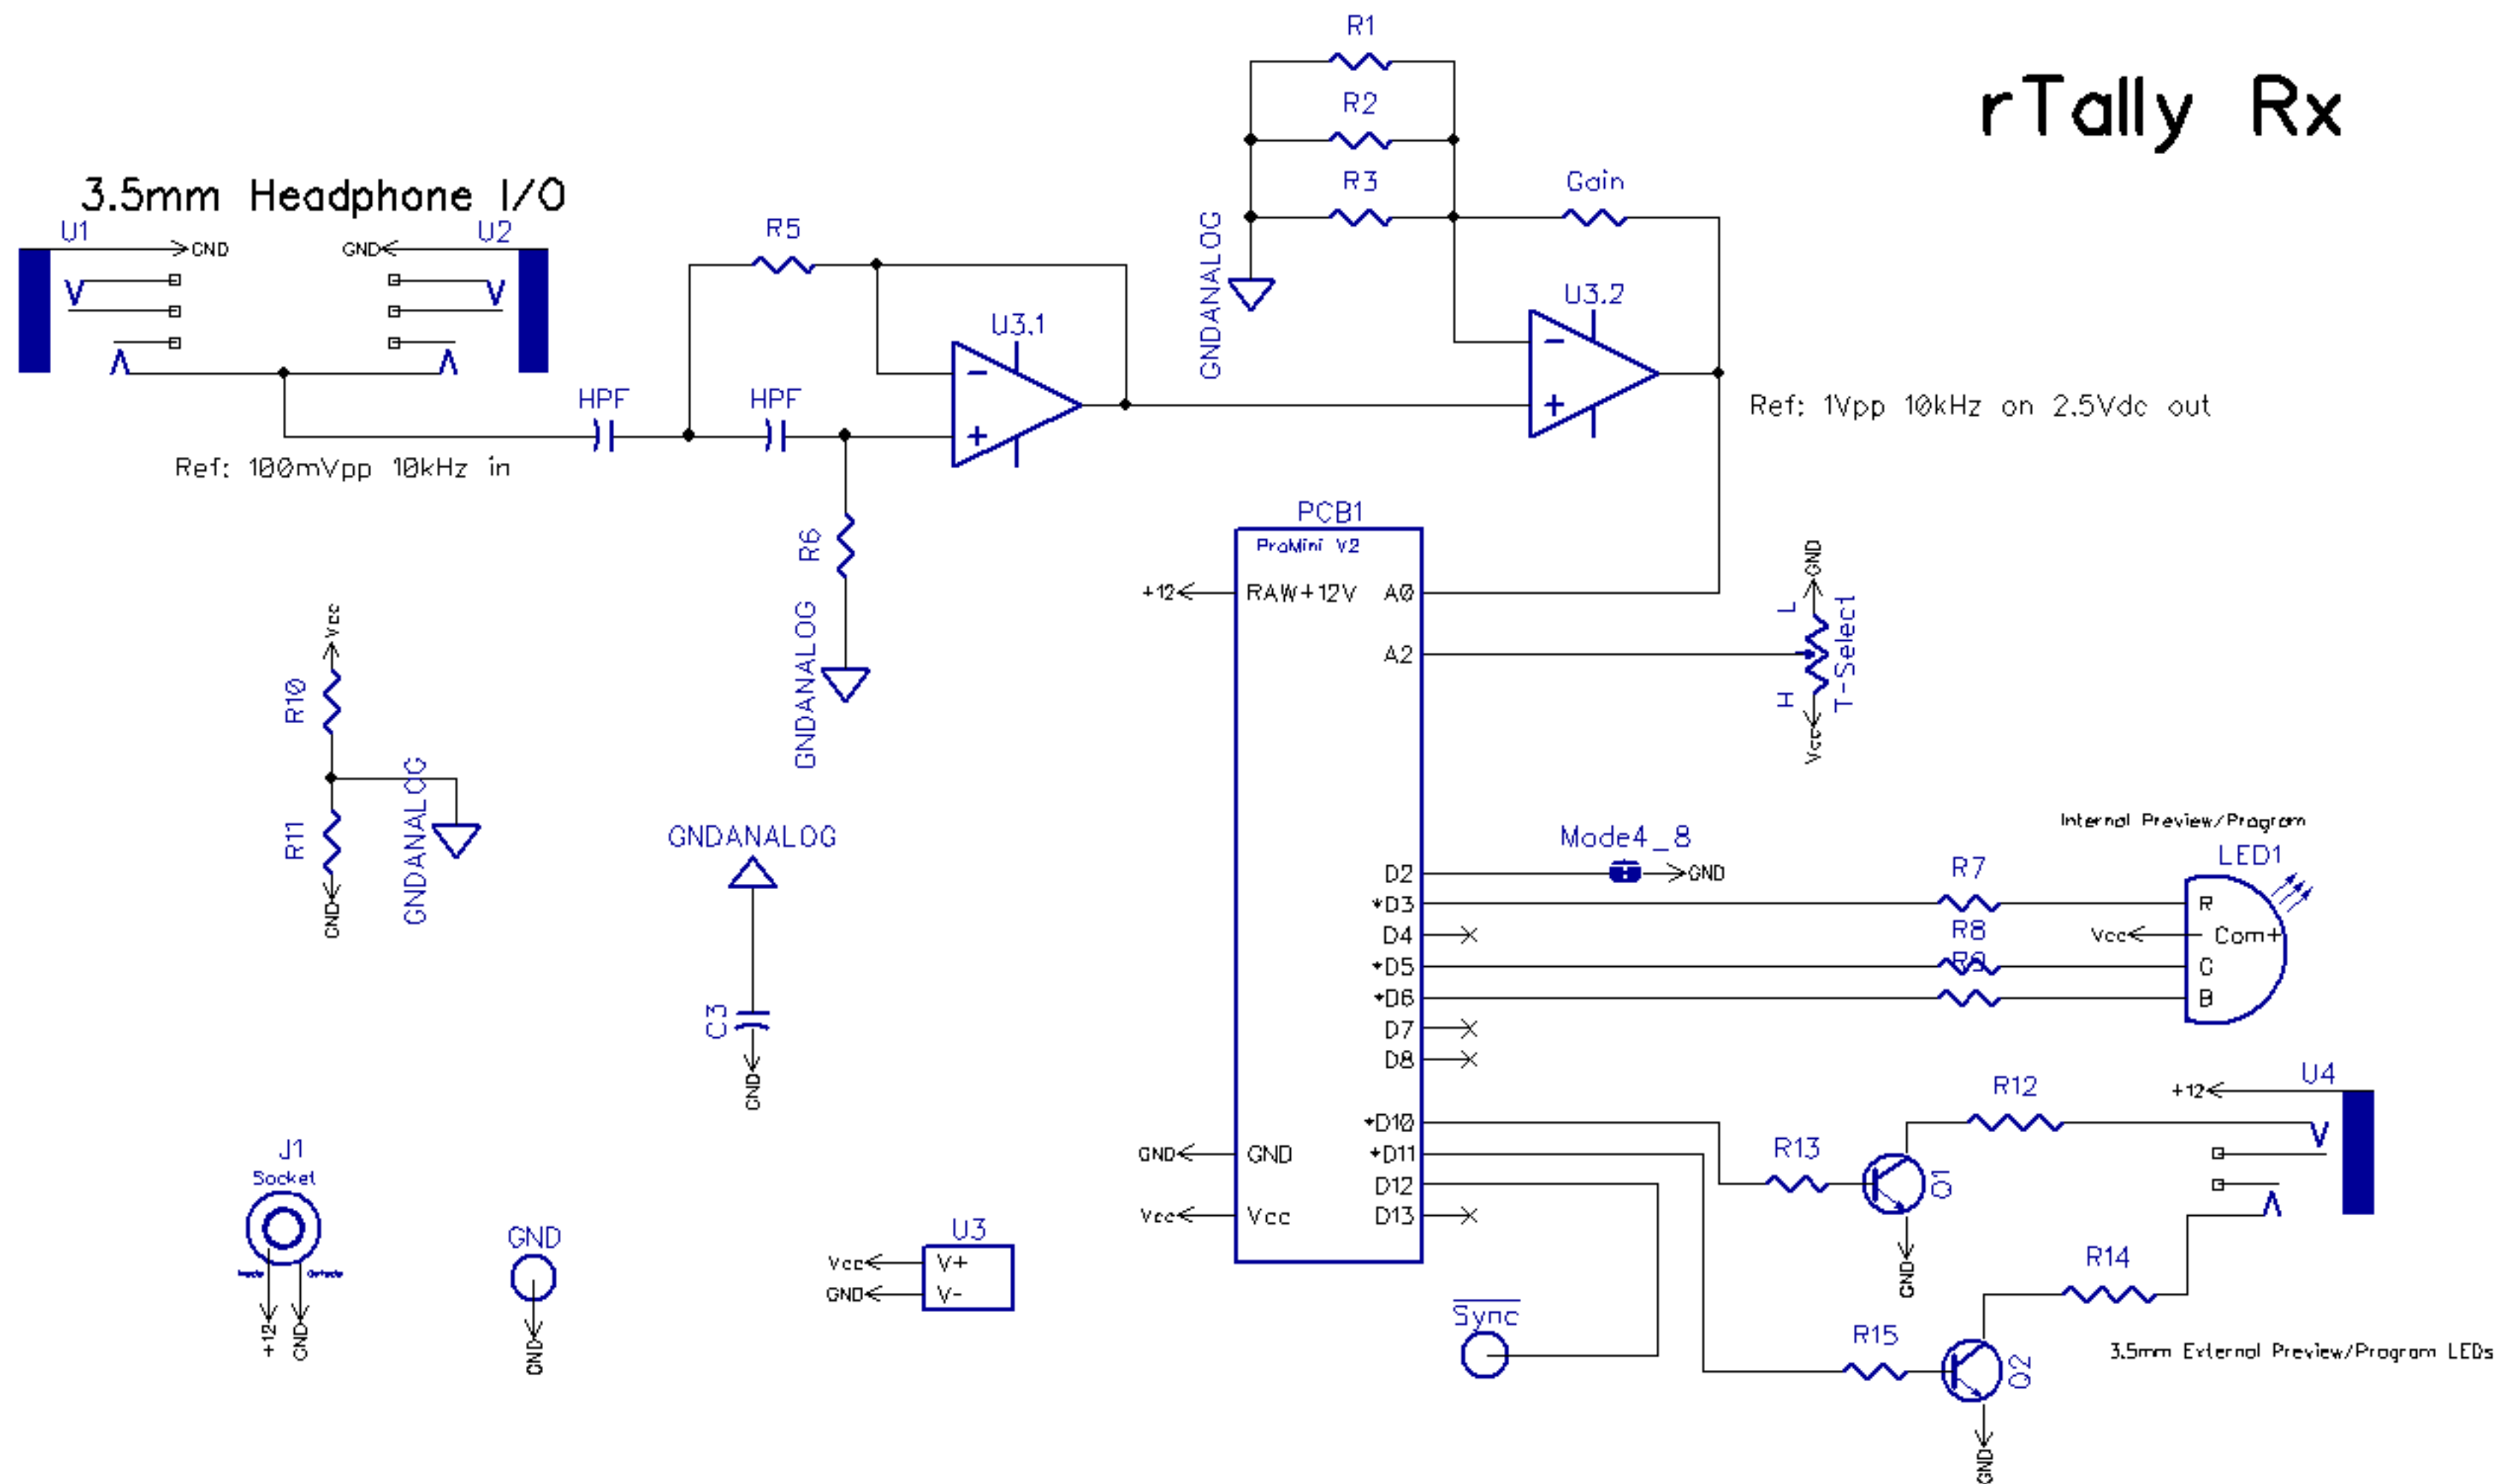 rTally Rx
3.5mm Headphone I/O
U1
GND
GND
U2
R1
R2
R3
Gain
GNDANALOG
R5
U3.1
U3.2
HPF
HPF
Ref: 100mVpp 10kHz in
Ref: 1Vpp 10kHz on 2.5Vdc out
R6
GNDANALOG
PCB1
ProMini V2
+12
RAW+12V
A0
A2
GND
L
T-Select
H
Vcc
Vcc
R10
R11
GND
GNDANALOG
GNDANALOG
C3
GND
Mode4_8
D2
GND
*D3
D4
*D5
*D6
D7
D8
*D10
*D11
D12
D13
GND
GND
Vcc
Vcc
Internal Preview/Program
LED1
R7
R8
R9
R
Vcc
Com+
G
B
U4
+12
R12
R13
Q1
GND
R14
R15
Q2
GND
3.5mm External Preview/Program LEDs
Sync
J1
Socket
+12
GND
GND
GND
U3
Vcc
V+
GND
V-